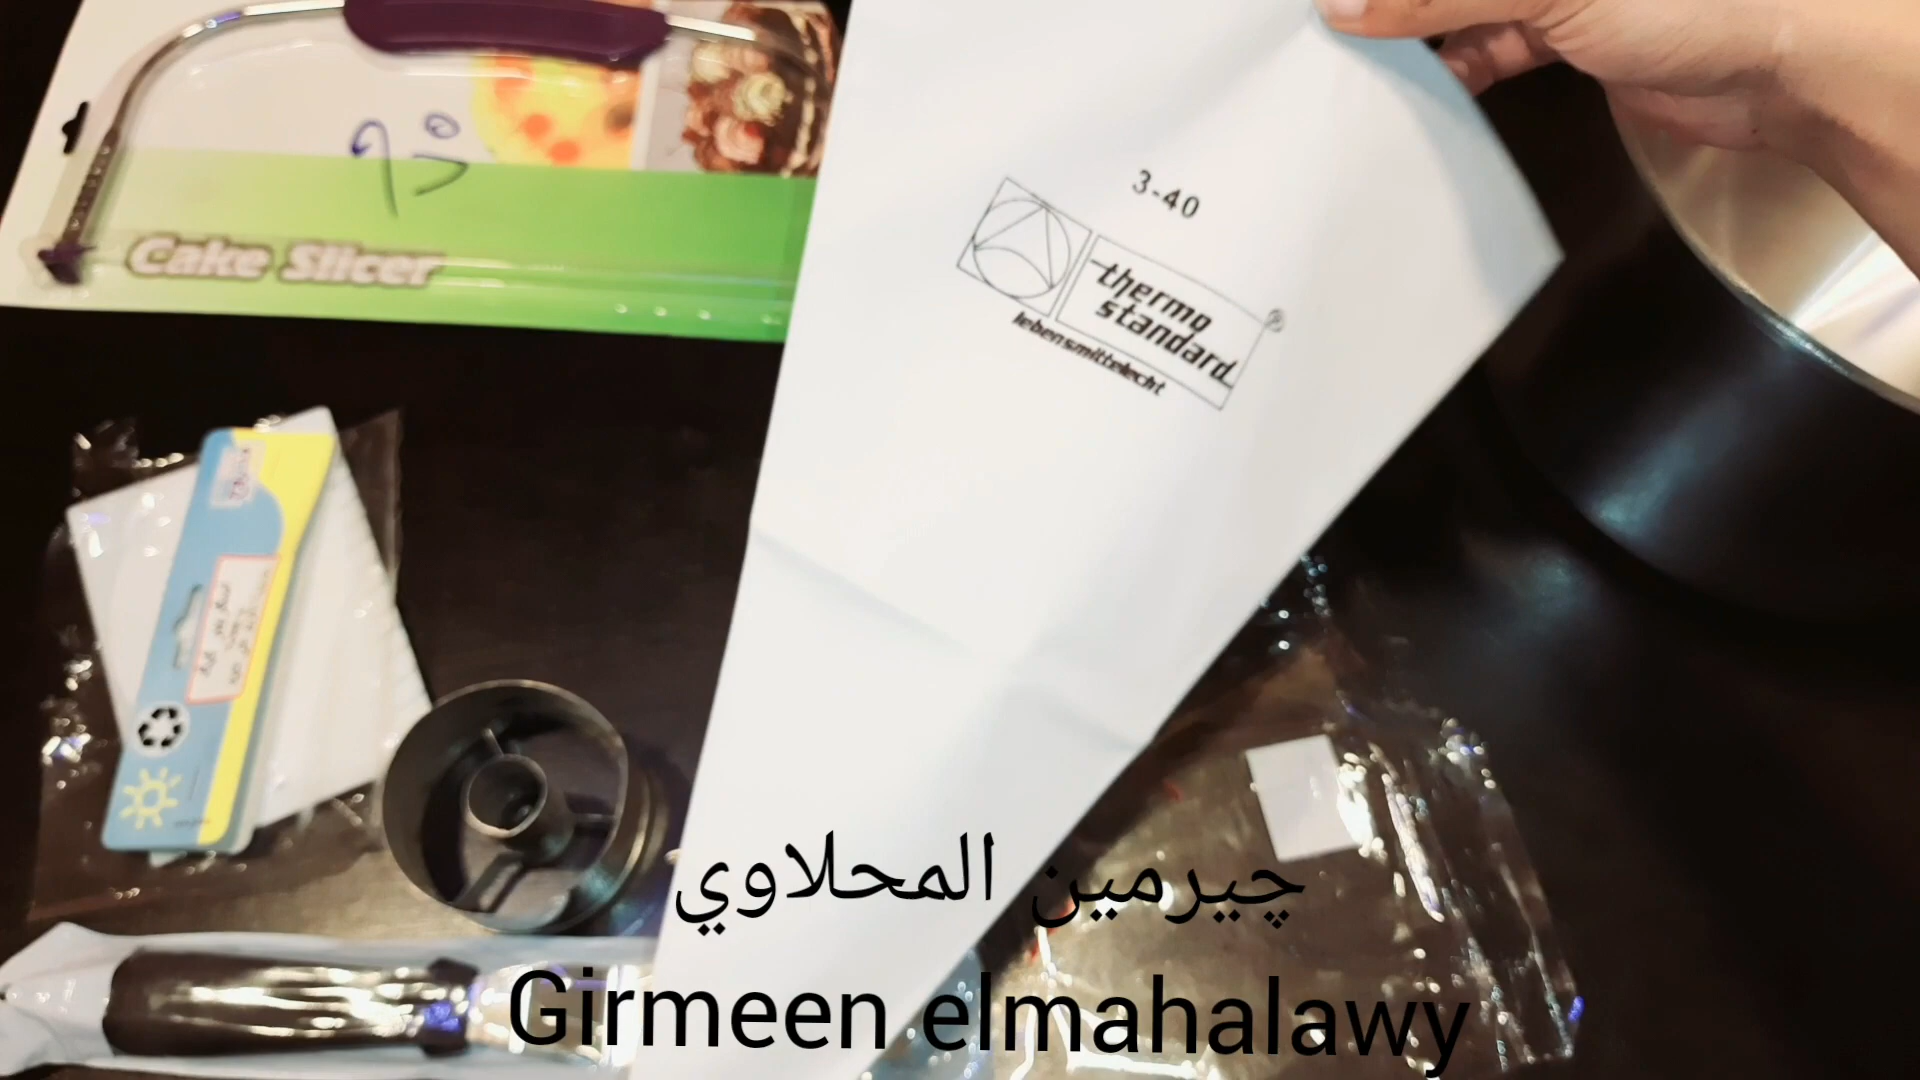 Cake Slicer
3-40
thermo
standard
®
lebensmittelecht
چيرمين المحلاوي
Girmeen elmahalawy